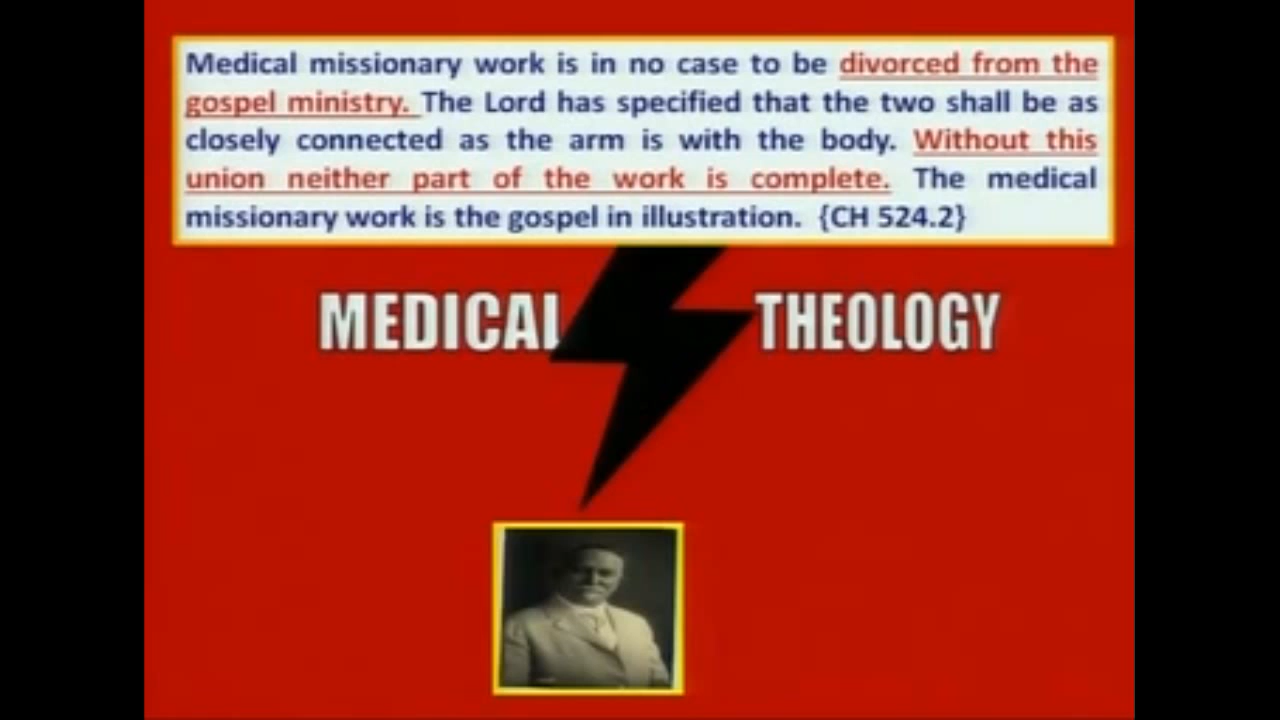 Medical missionary work is in no case to be divorced from the
gospel ministry. The Lord has specified that the two shall be as
closely connected as the arm is with the body. Without this
union neither part of the work is complete. The medical
missionary work is the gospel in illustration. {CH 524.2}
MEDICAL THEOLOGY